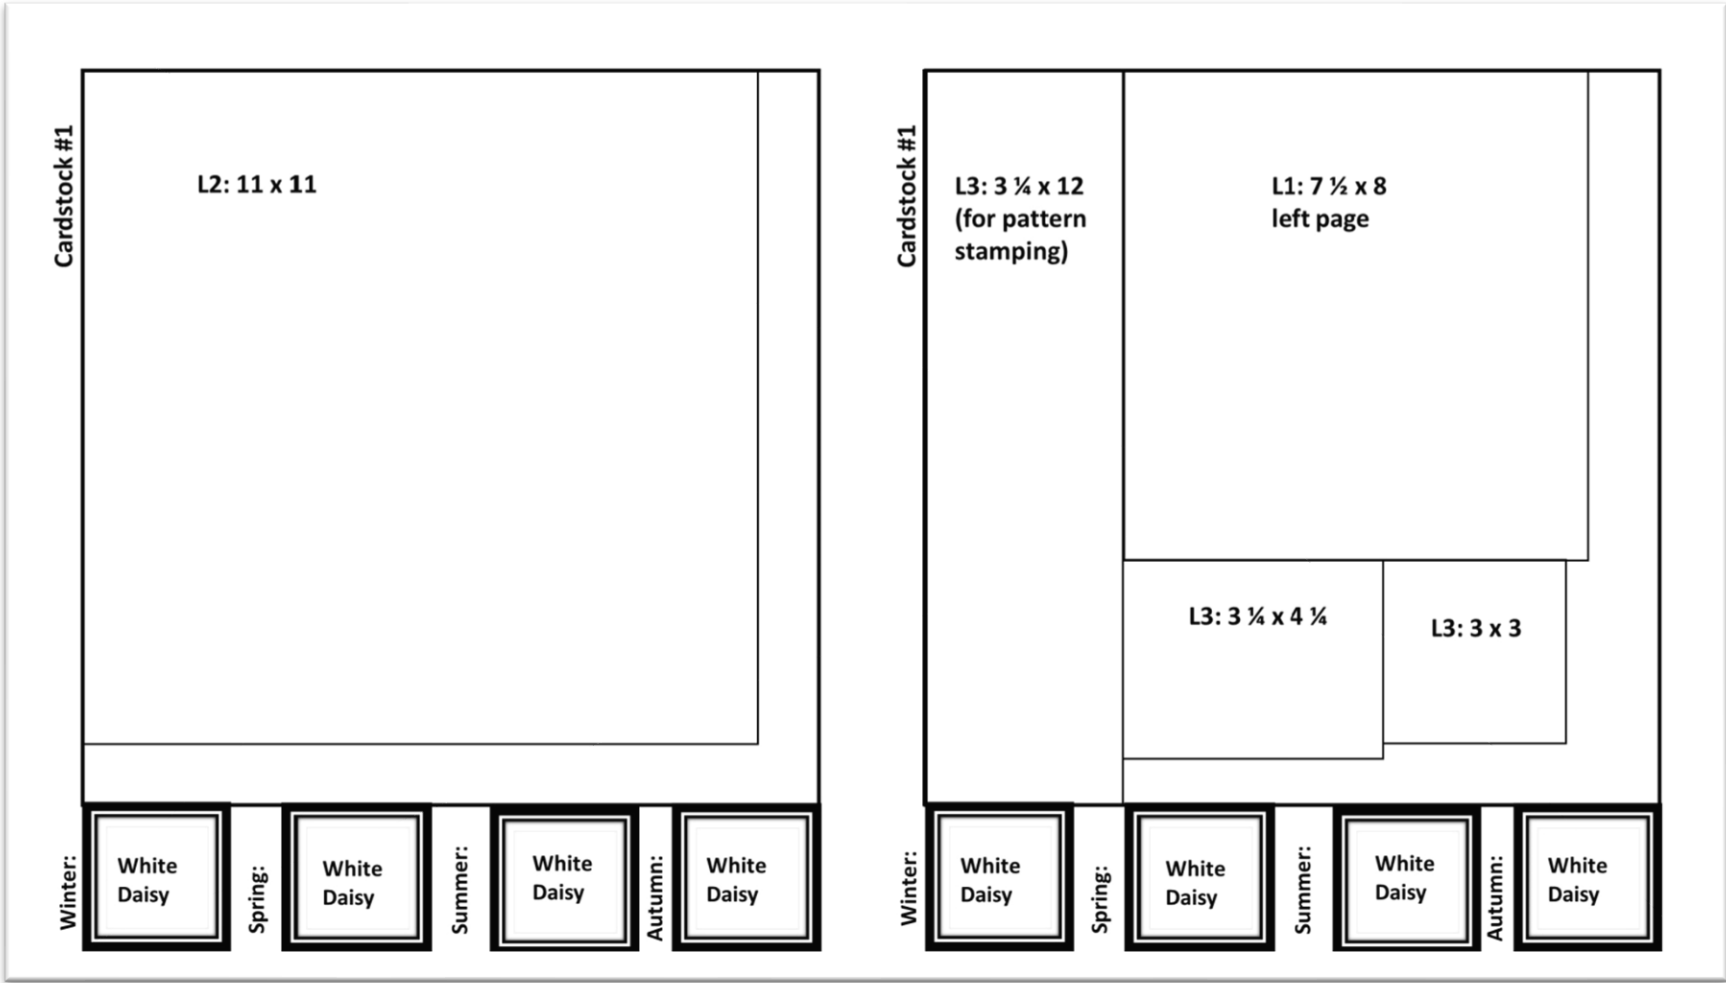 Cardstock #1
L2: 11 x 11
Winter:
White
Daisy
Spring:
White
Daisy
Summer:
White
Daisy
Autumn:
White
Daisy
Cardstock #1
L3: 3 ¼ x 12
(for pattern
stamping)
L1: 7 ½ x 8
left page
L3: 3 ¼ x 4 ¼
L3: 3 x 3
Winter:
White
Daisy
Spring:
White
Daisy
Summer:
White
Daisy
Autumn:
White
Daisy